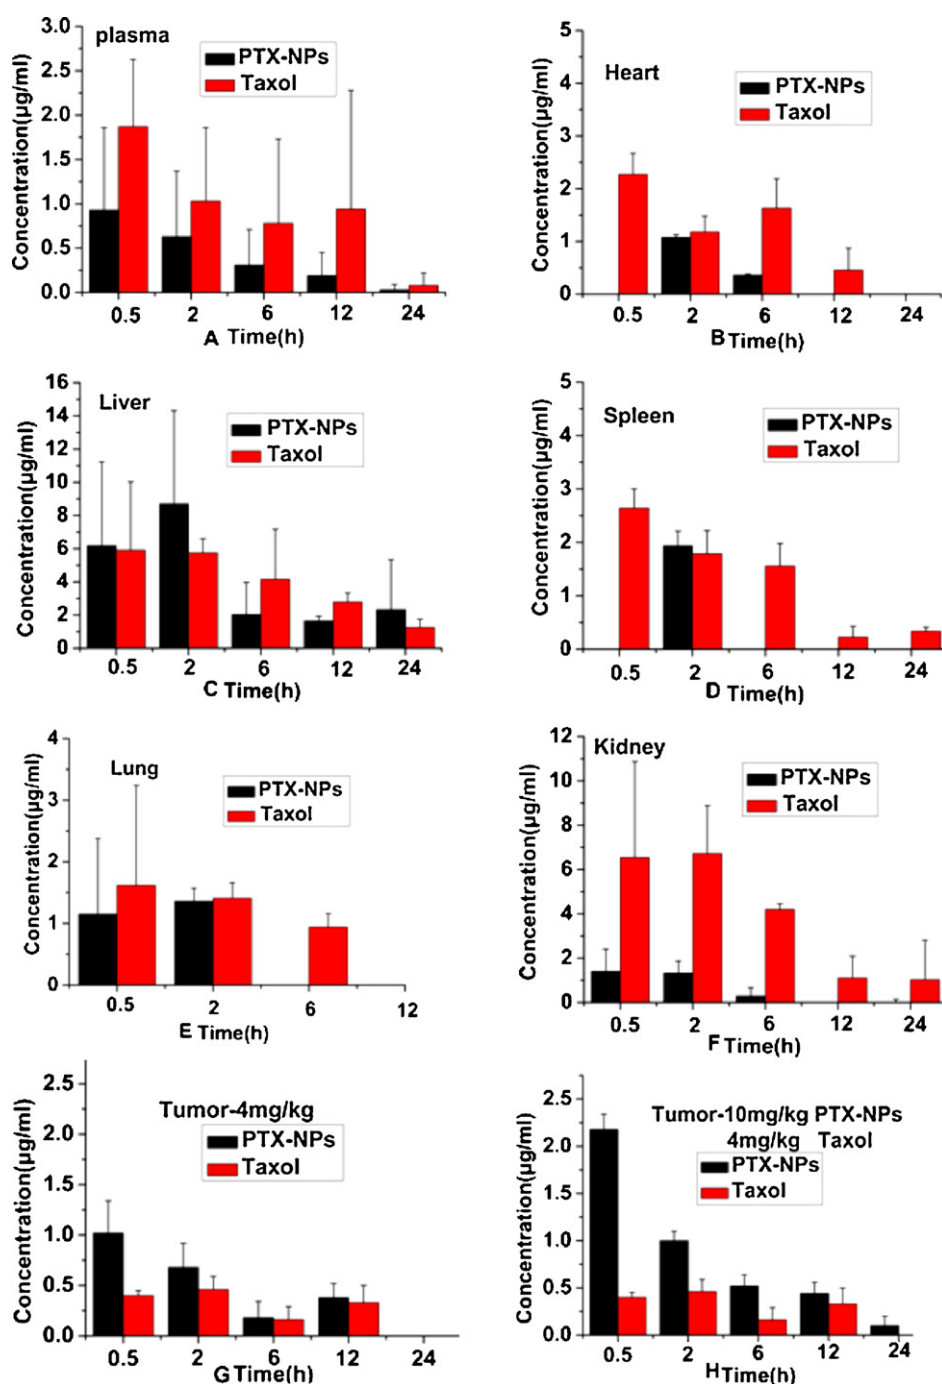 plasma
PTX-NPs
Taxol
Concentration(µg/ml)
3.0
2.5
2.0
1.5
1.0
0.5
0.0
0.5 2 6 12 24
A Time(h)
Heart
PTX-NPs
Taxol
Concentration(µg/ml)
5
4
3
2
1
0
0.5 2 6 12 24
B Time(h)
Liver
PTX-NPs
Taxol
Concentration(µg/ml)
16
14
12
10
8
6
4
2
0
0.5 2 6 12 24
C Time(h)
Spleen
PTX-NPs
Taxol
Concentration(µg/ml)
5
4
3
2
1
0
0.5 2 6 12 24
D Time(h)
Lung
PTX-NPs
Taxol
Concentration(µg/ml)
4
3
2
1
0
0.5 2 6 12
E Time(h)
Kidney
PTX-NPs
Taxol
Concentration(µg/ml)
12
10
8
6
4
2
0
0.5 2 6 12 24
F Time(h)
Tumor-4mg/kg
PTX-NPs
Taxol
Concentration(µg/ml)
2.5
2.0
1.5
1.0
0.5
0.0
0.5 2 6 12 24
G Time(h)
Tumor-10mg/kg PTX-NPs
4mg/kg Taxol
PTX-NPs
Taxol
Concentration(µg/ml)
2.5
2.0
1.5
1.0
0.5
0.0
0.5 2 6 12 24
H Time(h)